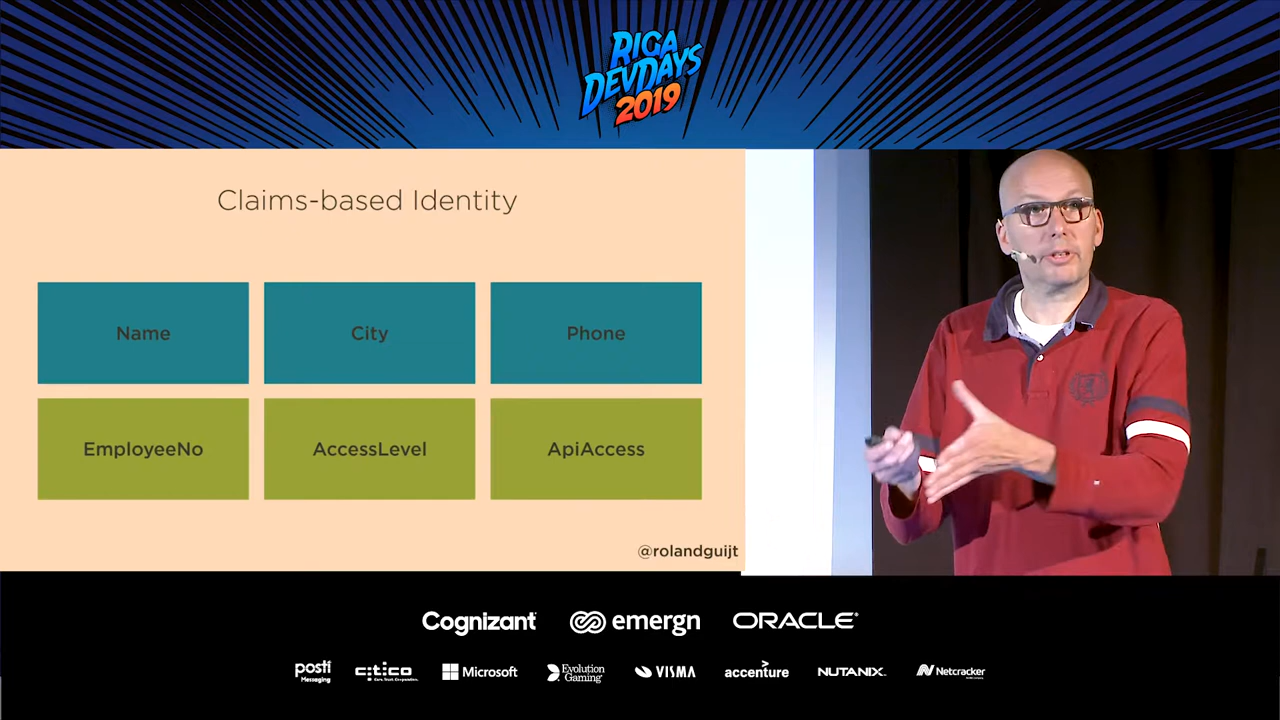 RIGA
DEVDAYS
2019
Claims-based Identity
Name
City
Phone
EmployeeNo
AccessLevel
ApiAccess
@rolandguijt
Cognizant
emergn
ORACLE
posti
Messaging
citico
Microsoft
Evolution
Gaming
VISMA
accenture
NUTANIX
Netcracker